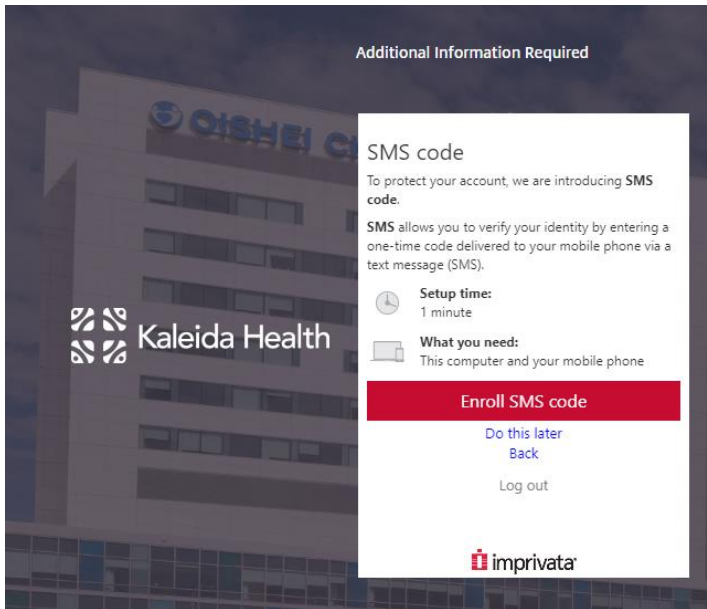 Additional Information Required
OISHEI
SMS code
To protect your account, we are introducing SMS
code.
SMS allows you to verify your identity by entering a
one-time code delivered to your mobile phone via a
text message (SMS).
Setup time:
1 minute
What you need:
This computer and your mobile phone
Kaleida Health
Enroll SMS code
Do this later
Back
Log out
imprivata